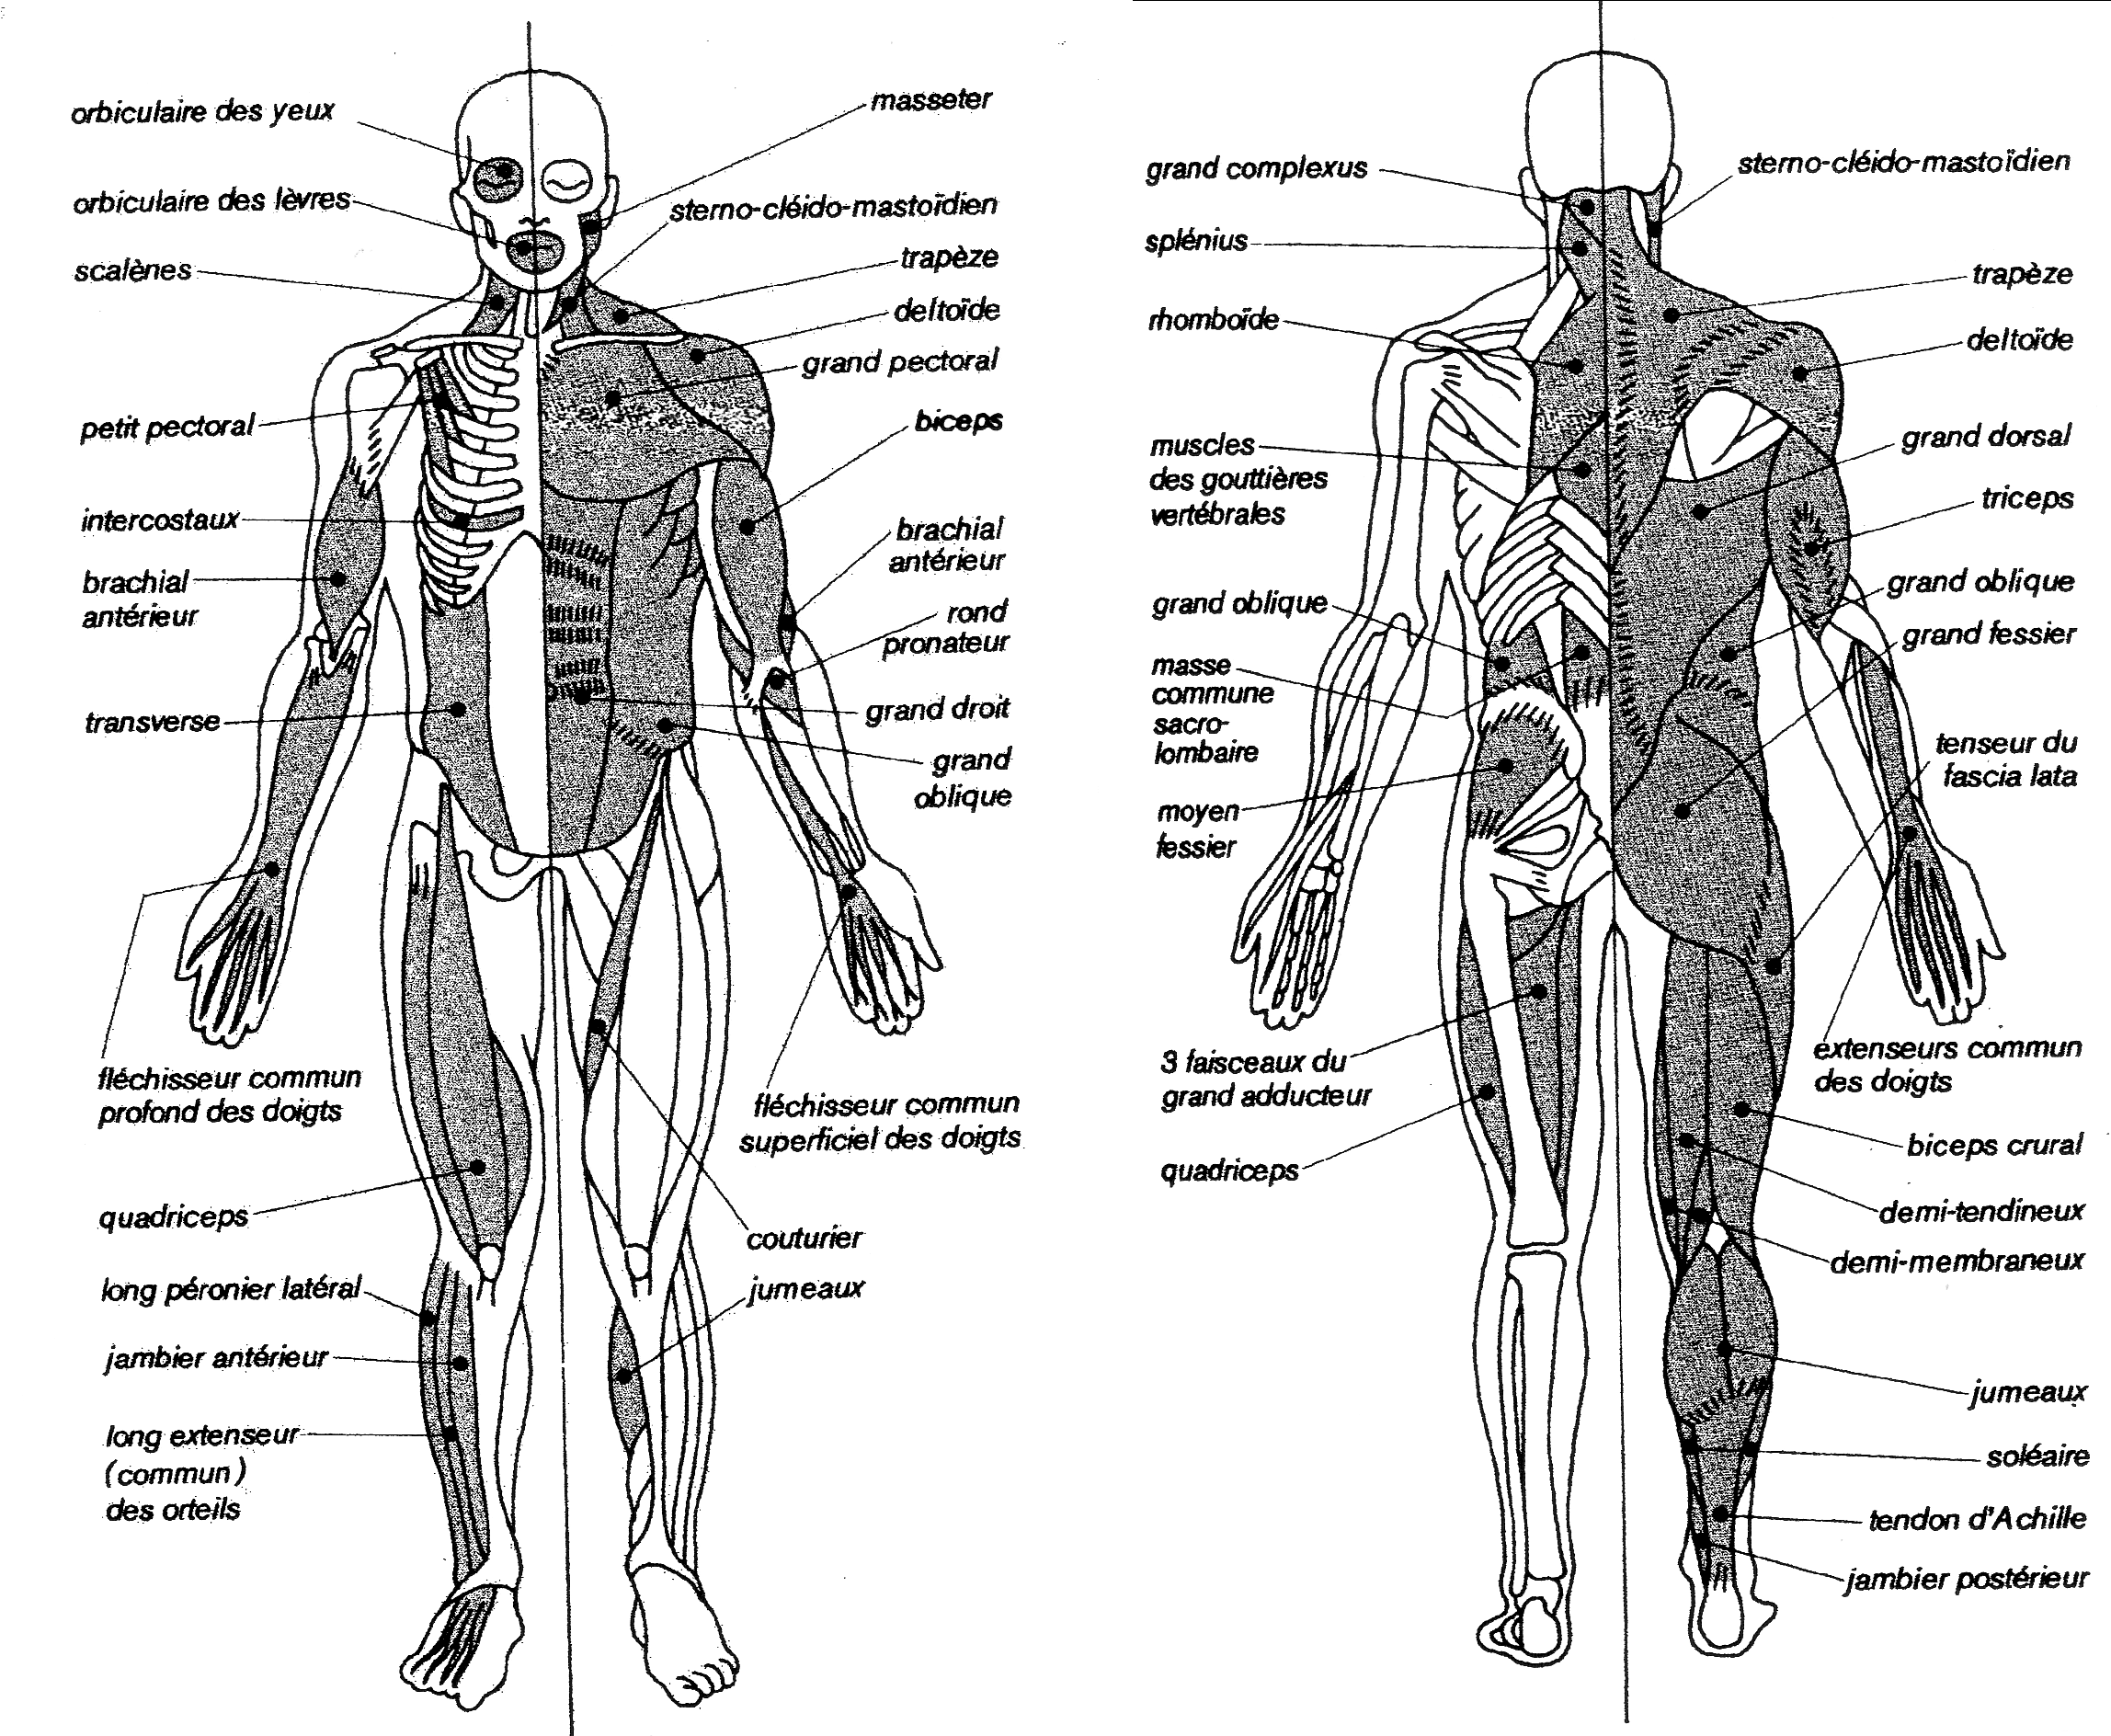 orbiculaire des yeux
orbiculaire des lèvres
scalènes
petit pectoral
intercostaux
brachial
antérieur
transverse
fléchisseur commun
profond des doigts
quadriceps
long péronier latéral
jambier antérieur
long extenseur
(commun)
des orteils
masseter
sterno-cléido-mastoïdien
trapèze
deltoïde
grand pectoral
biceps
brachial
antérieur
rond
pronateur
grand droit
grand
oblique
fléchisseur commun
superficiel des doigts
couturier
jumeaux
grand complexus
splénius
rhomboïde
muscles
des gouttières
vertébrales
grand oblique
masse
commune
sacro-
lombaire
moyen
fessier
3 faisceaux du
grand adducteur
quadriceps
sterno-cléido-mastoïdien
trapèze
deltoïde
grand dorsal
triceps
grand oblique
grand fessier
tenseur du
fascia lata
extenseurs commun
des doigts
biceps crural
demi-tendineux
demi-membraneux
jumeaux
soléaire
tendon d'Achille
jambier postérieur